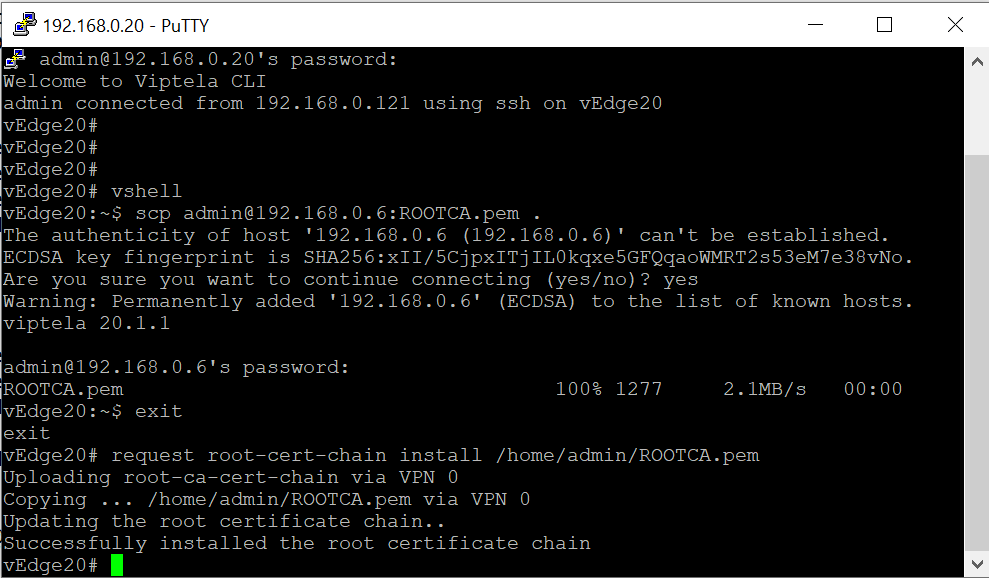 192.168.0.20 - PuTTY
admin@192.168.0.20's password:
Welcome to Viptela CLI
admin connected from 192.168.0.121 using ssh on vEdge20
vEdge20#
vEdge20#
vEdge20#
vEdge20# vshell
vEdge20:~$ scp admin@192.168.0.6:ROOTCA.pem .
The authenticity of host '192.168.0.6 (192.168.0.6)' can't be established.
ECDSA key fingerprint is SHA256:xII/5CjpxITjIL0kqxe5GFQqaoWMRT2s53eM7e38vNo.
Are you sure you want to continue connecting (yes/no)? yes
Warning: Permanently added '192.168.0.6' (ECDSA) to the list of known hosts.
viptela 20.1.1
admin@192.168.0.6's password:
ROOTCA.pem 100% 1277 2.1MB/s 00:00
vEdge20:~$ exit
exit
vEdge20# request root-cert-chain install /home/admin/ROOTCA.pem
Uploading root-ca-cert-chain via VPN 0
Copying ... /home/admin/ROOTCA.pem via VPN 0
Updating the root certificate chain..
Successfully installed the root certificate chain
vEdge20#